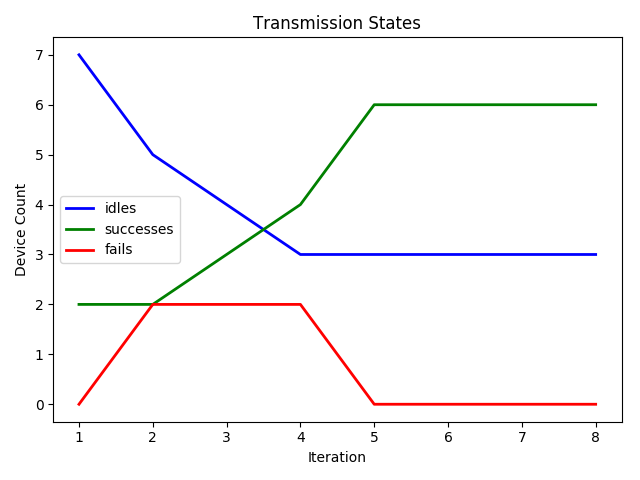 Transmission States
Device Count
7
6
5
4
3
2
1
0
idles
successes
fails
1 2 3 4 5 6 7 8
Iteration